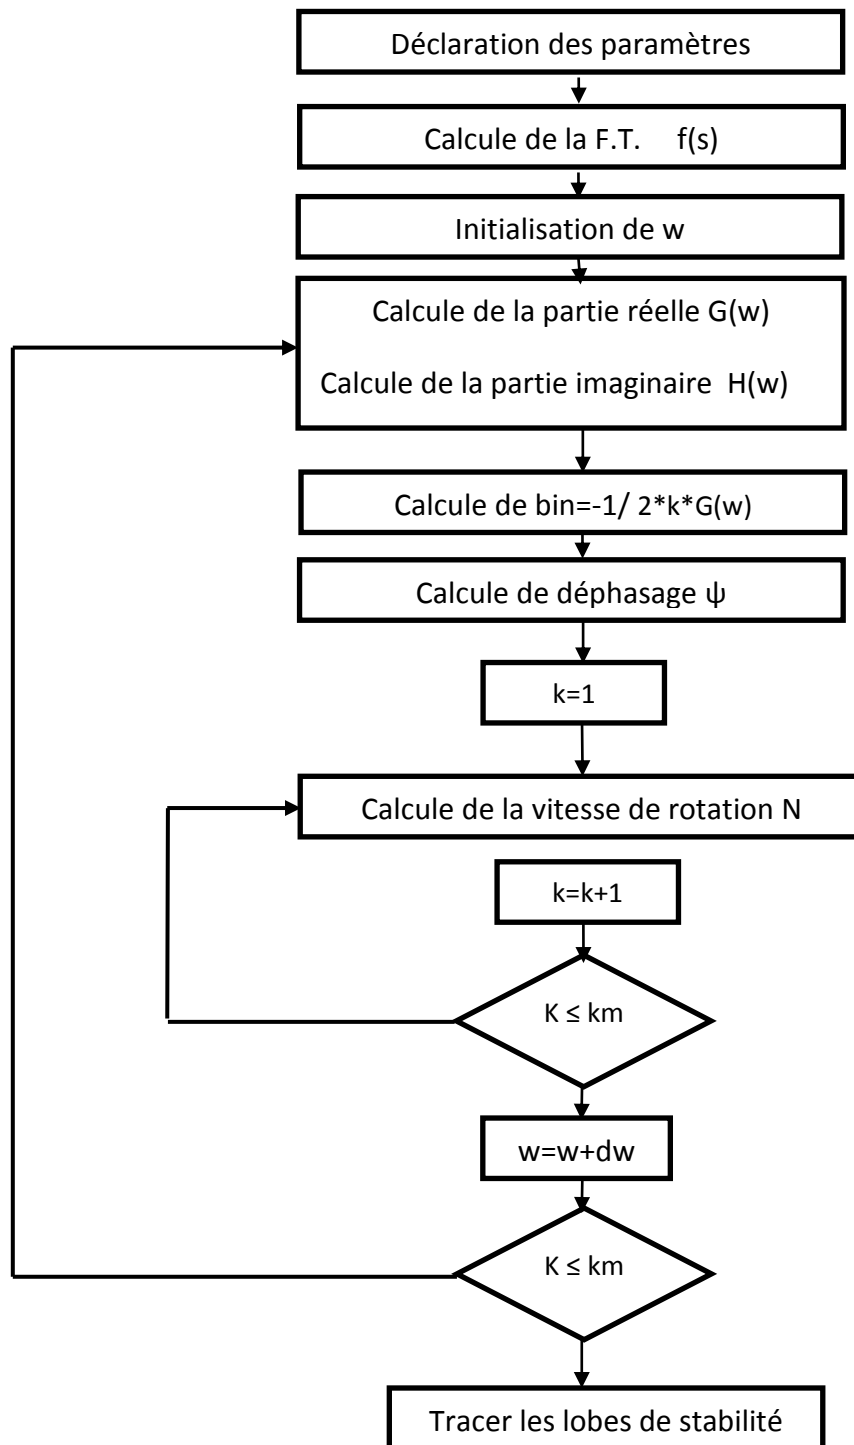 Déclaration des paramètres
Calcule de la F.T. f(s)
Initialisation de w
Calcule de la partie réelle G(w)
Calcule de la partie imaginaire H(w)
Calcule de bin=-1/ 2*k*G(w)
Calcule de déphasage ψ
k=1
Calcule de la vitesse de rotation N
k=k+1
K ≤ km
w=w+dw
K ≤ km
Tracer les lobes de stabilité